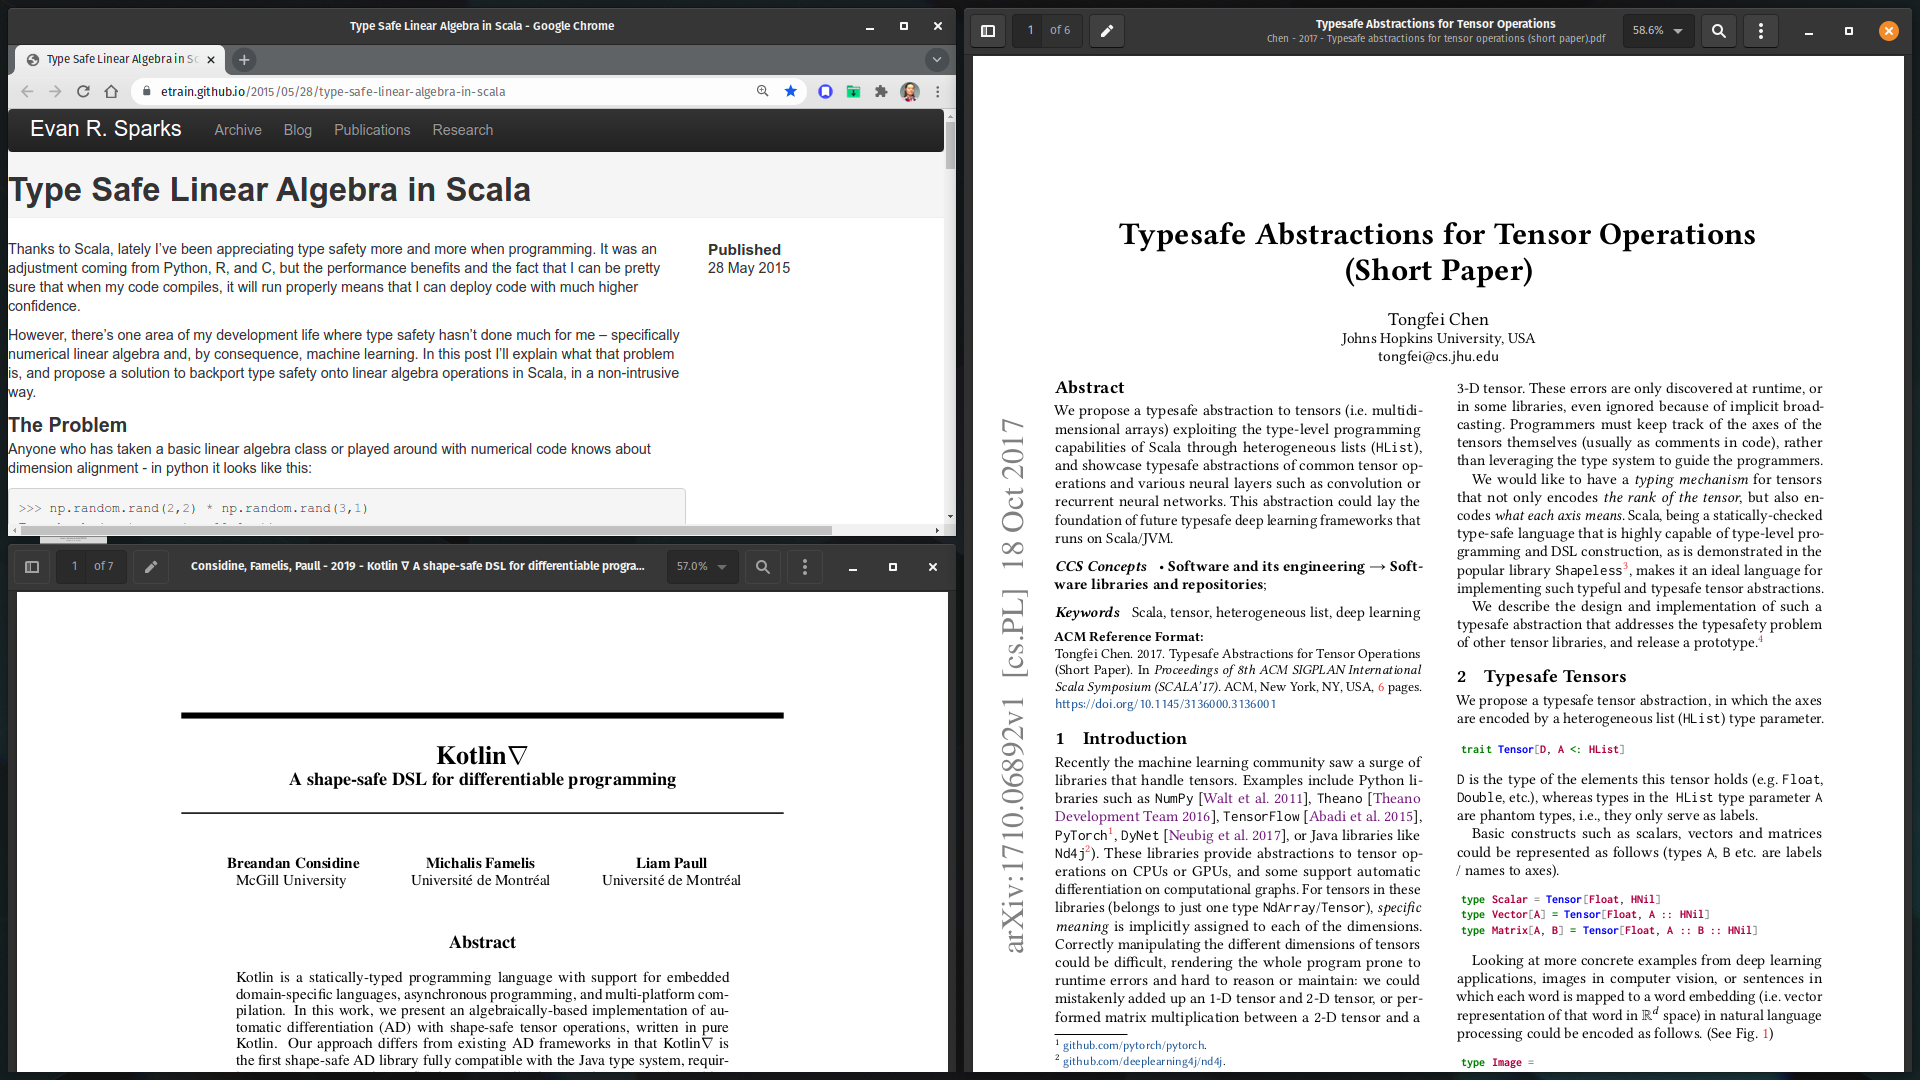 Type Safe Linear Algebra in Scala - Google Chrome
Type Safe Linear Algebra in Sc
etrain.github.io/2015/05/28/type-safe-linear-algebra-in-scala
Evan R. Sparks Archive Blog Publications Research
Type Safe Linear Algebra in Scala
Thanks to Scala, lately I've been appreciating type safety more and more when programming. It was an
adjustment coming from Python, R, and C, but the performance benefits and the fact that I can be pretty
sure that when my code compiles, it will run properly means that I can deploy code with much higher
confidence.
Published
28 May 2015
However, there's one area of my development life where type safety hasn't done much for me – specifically
numerical linear algebra and, by consequence, machine learning. In this post I'll explain what that problem
is, and propose a solution to backport type safety onto linear algebra operations in Scala, in a non-intrusive
way.
The Problem
Anyone who has taken a basic linear algebra class or played around with numerical code knows about
dimension alignment - in python it looks like this:
>>> np.random.rand(2,2) * np.random.rand(3,1)
1 of 7
Considine, Famelis, Paull - 2019 - Kotlin ∇ A shape-safe DSL for differentiable progra...
57.0%
Kotlin∇
A shape-safe DSL for differentiable programming
Breandan Considine Michalis Famelis Liam Paull
McGill University Université de Montréal Université de Montréal
Abstract
Kotlin is a statically-typed programming language with support for embedded
domain-specific languages, asynchronous programming, and multi-platform com-
pilation. In this work, we present an algebraically-based implementation of au-
tomatic differentiation (AD) with shape-safe tensor operations, written in pure
Kotlin. Our approach differs from existing AD frameworks in that Kotlin∇ is
the first shape-safe AD library fully compatible with the Java type system, requir-
1 of 6
Typesafe Abstractions for Tensor Operations
Chen - 2017 - Typesafe abstractions for tensor operations (short paper).pdf
58.6%
arXiv:1710.06892v1 [cs.PL] 18 Oct 2017
Typesafe Abstractions for Tensor Operations
(Short Paper)
Tongfei Chen
Johns Hopkins University, USA
tongfei@cs.jhu.edu
Abstract
We propose a typesafe abstraction to tensors (i.e. multidi-
mensional arrays) exploiting the type-level programming
capabilities of Scala through heterogeneous lists (HList),
and showcase typesafe abstractions of common tensor op-
erations and various neural layers such as convolution or
recurrent neural networks. This abstraction could lay the
foundation of future typesafe deep learning frameworks that
runs on Scala/JVM.
CCS Concepts • Software and its engineering → Soft-
ware libraries and repositories;
Keywords Scala, tensor, heterogeneous list, deep learning
ACM Reference Format:
Tongfei Chen. 2017. Typesafe Abstractions for Tensor Operations
(Short Paper). In Proceedings of 8th ACM SIGPLAN International
Scala Symposium (SCALA'17). ACM, New York, NY, USA, 6 pages.
https://doi.org/10.1145/3136000.3136001
1 Introduction
Recently the machine learning community saw a surge of
libraries that handle tensors. Examples include Python li-
braries such as NumPy [Walt et al. 2011], Theano [Theano
Development Team 2016], TensorFlow [Abadi et al. 2015],
PyTorch1, DyNet [Neubig et al. 2017], or Java libraries like
Nd4j2). These libraries provide abstractions to tensor op-
erations on CPUs or GPUs, and some support automatic
differentiation on computational graphs. For tensors in these
libraries (belongs to just one type NdArray/Tensor), specific
meaning is implicitly assigned to each of the dimensions.
Correctly manipulating the different dimensions of tensors
could be difficult, rendering the whole program prone to
runtime errors and hard to reason or maintain: we could
mistakenly added up an 1-D tensor and 2-D tensor, or per-
formed matrix multiplication between a 2-D tensor and a
1 github.com/pytorch/pytorch.
2 github.com/deeplearning4j/nd4j.
3-D tensor. These errors are only discovered at runtime, or
in some libraries, even ignored because of implicit broad-
casting. Programmers must keep track of the axes of the
tensors themselves (usually as comments in code), rather
than leveraging the type system to guide the programmers.
We would like to have a typing mechanism for tensors
that not only encodes the rank of the tensor, but also en-
codes what each axis means. Scala, being a statically-checked
type-safe language that is highly capable of type-level pro-
gramming and DSL construction, as is demonstrated in the
popular library Shapeless3, makes it an ideal language for
implementing such typeful and typesafe tensor abstractions.
We describe the design and implementation of such a
typesafe abstraction that addresses the typesafety problem
of other tensor libraries, and release a prototype.4
2 Typesafe Tensors
We propose a typesafe tensor abstraction, in which the axes
are encoded by a heterogeneous list (HList) type parameter.
trait Tensor[D, A <: HList]
D is the type of the elements this tensor holds (e.g. Float,
Double, etc.), whereas types in the HList type parameter A
are phantom types, i.e., they only serve as labels.
Basic constructs such as scalars, vectors and matrices
could be represented as follows (types A, B etc. are labels
/ names to axes).
type Scalar = Tensor[Float, HNil]
type Vector[A] = Tensor[Float, A :: HNil]
type Matrix[A, B] = Tensor[Float, A :: B :: HNil]
Looking at more concrete examples from deep learning
applications, images in computer vision, or sentences in
which each word is mapped to a word embedding (i.e. vector
representation of that word in ℝd space) in natural language
processing could be encoded as follows. (See Fig. 1)
type Image =